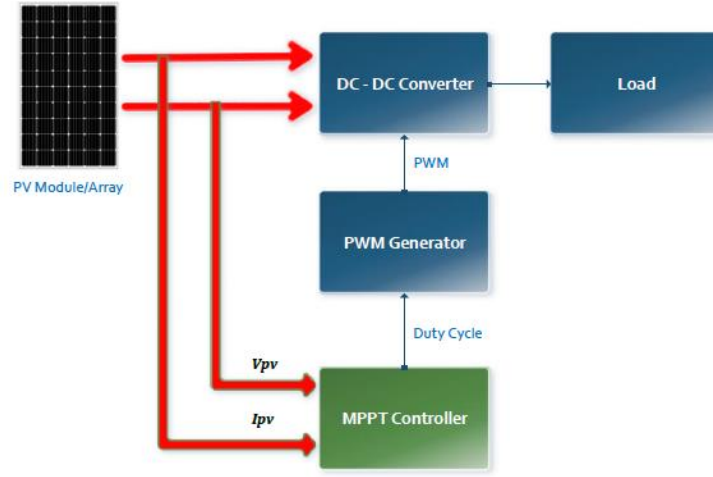 DC - DC Converter
Load
PV Module/Array
PWM
PWM Generator
Duty Cycle
Vpv
MPPT Controller
Ipv